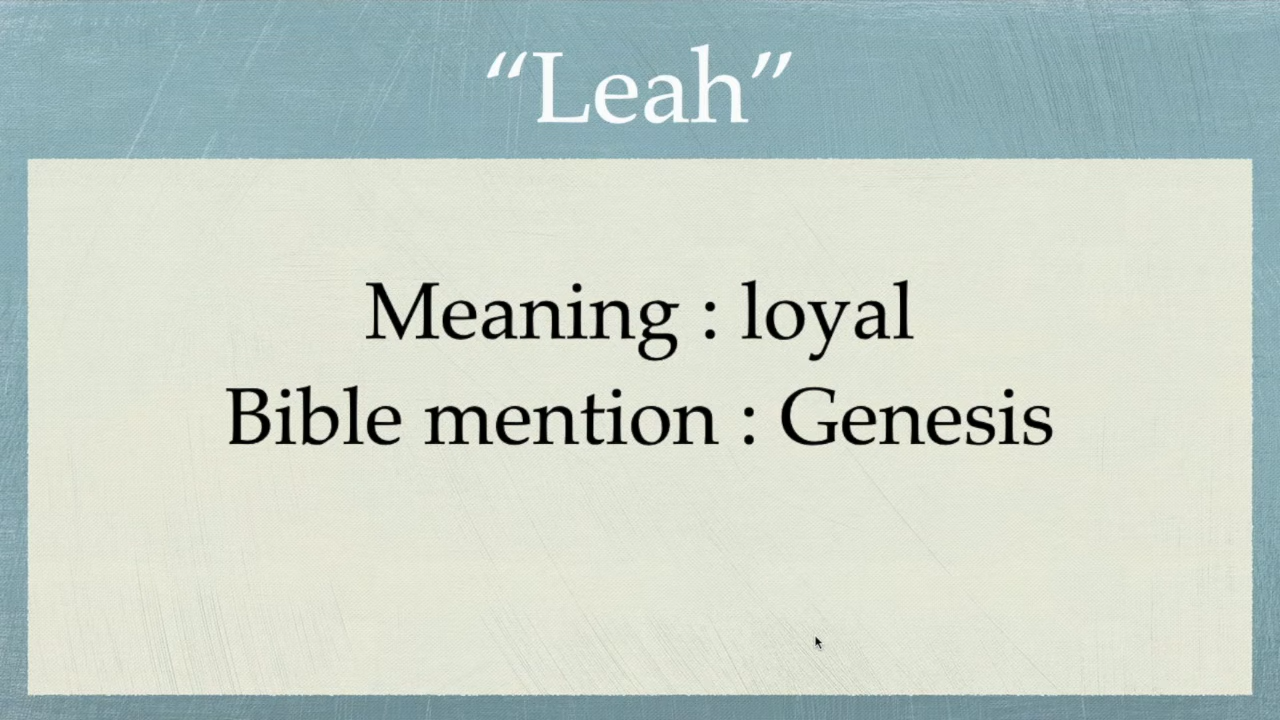 “Leah”
Meaning : loyal
Bible mention : Genesis